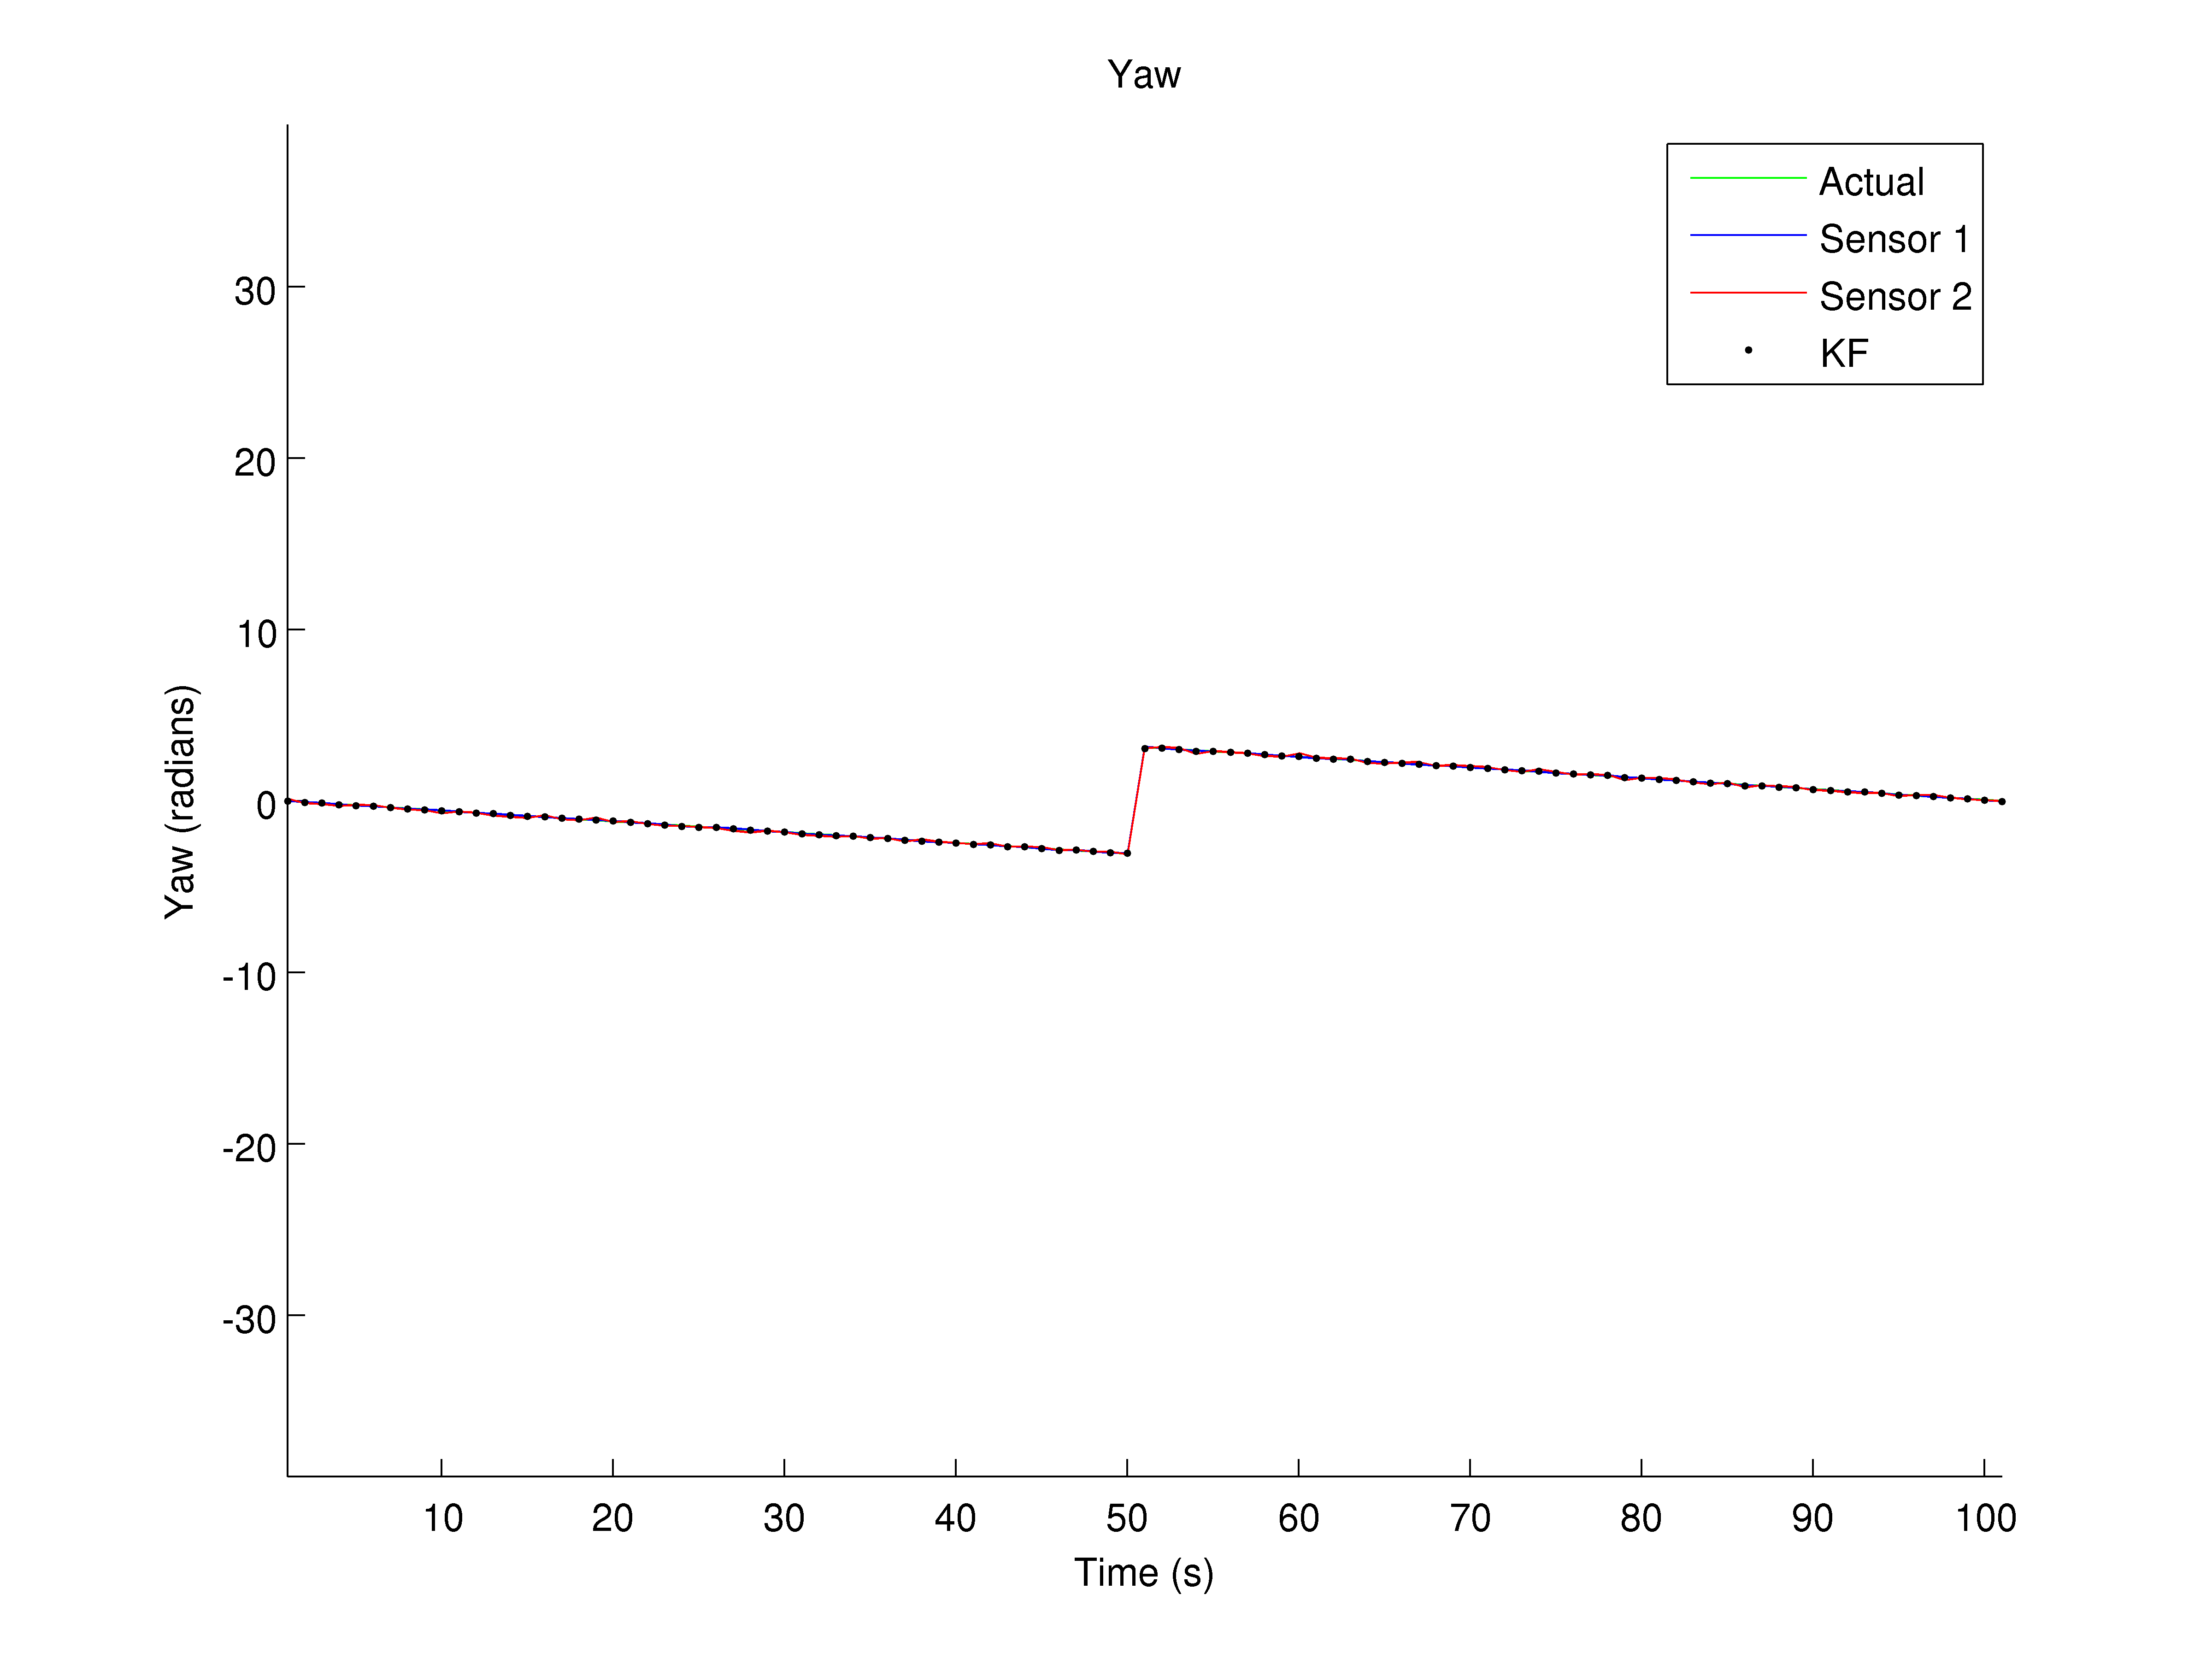 Yaw
Actual
Sensor 1
Sensor 2
KF
30
20
10
0
-10
-20
-30
Yaw (radians)
10 20 30 40 50 60 70 80 90 100
Time (s)